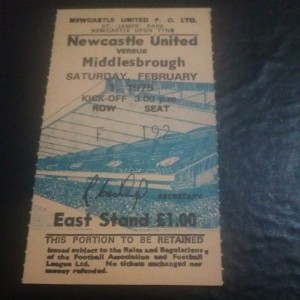 NEWCASTLE UNITED F.C. LTD.
ST. JAMES' PARK
NEWCASTLE UPON TYNE
Newcastle United
VERSUS
Middlesbrough
SATURDAY, FEBRUARY
1975
KICK-OFF 3.00 p.m
ROW SEAT
F 192
SECRETARY
East Stand £1.00
THIS PORTION TO BE RETAINED
Issued subject to the Rules and Regulations
of the Football Association and Football
League Ltd. No tickets exchanged nor
money refunded.